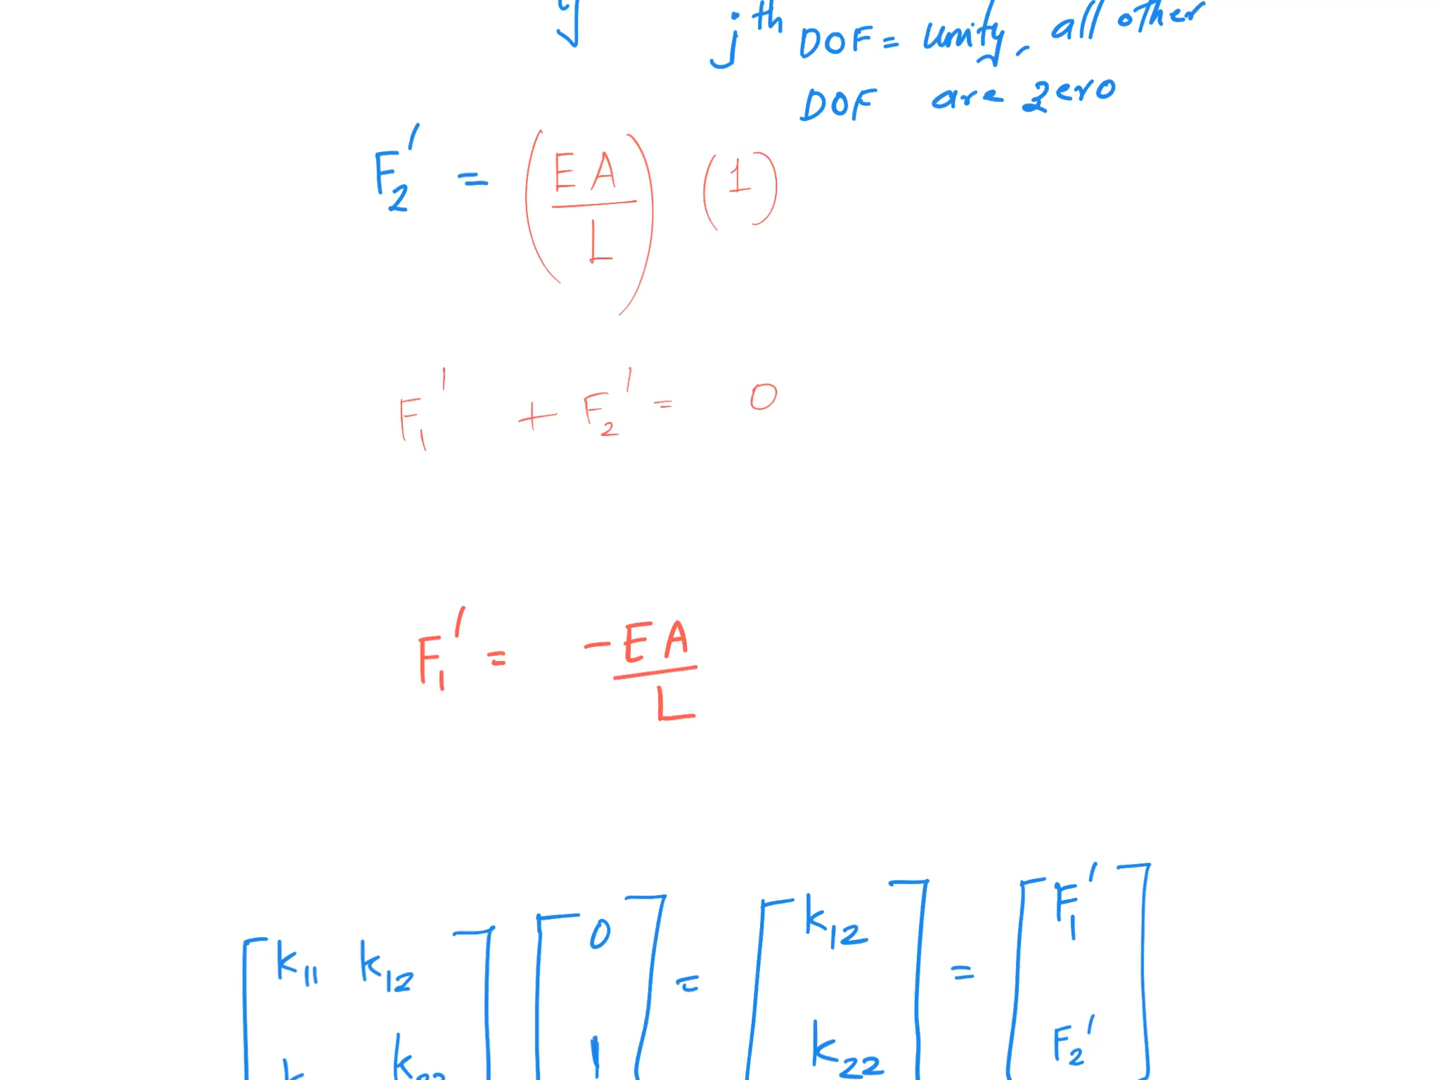 j^th DOF = unity, all other
DOF are zero
F₂' = (EA/L) (1)
F₁' + F₂' = 0
F₁' = -EA/L
[k₁₁ k₁₂] [0] = [k₁₂] = [F₁']
k₂₂ [1] [k₂₂] [F₂']